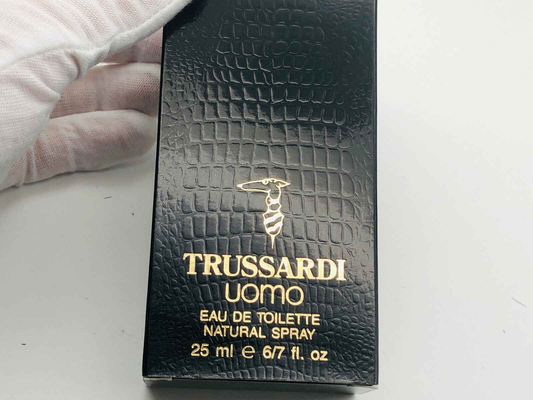 TRUSSARDI
uomo
EAU DE TOILETTE
NATURAL SPRAY
25 ml ℮ 6/7 fl. oz